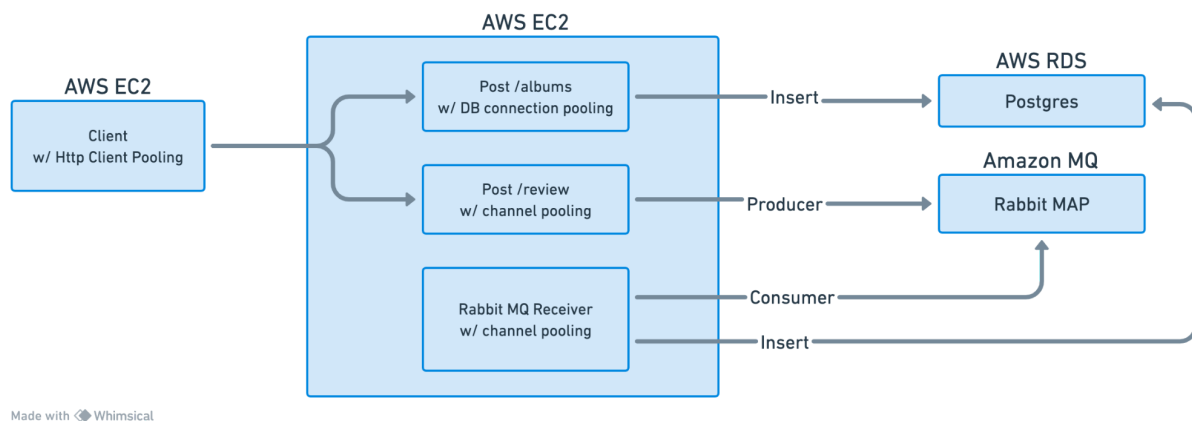 AWS EC2
Client
w/ Http Client Pooling
AWS EC2
Post /albums
w/ DB connection pooling
Post /review
w/ channel pooling
Rabbit MQ Receiver
w/ channel pooling
Insert
Producer
Consumer
Insert
AWS RDS
Postgres
Amazon MQ
Rabbit MAP
Made with Whimsical